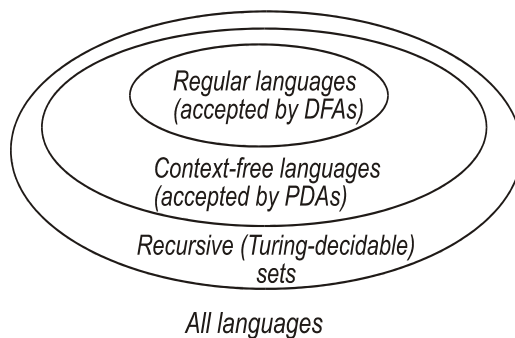 Regular languages
(accepted by DFAs)
Context-free languages
(accepted by PDAs)
Recursive (Turing-decidable)
sets
All languages